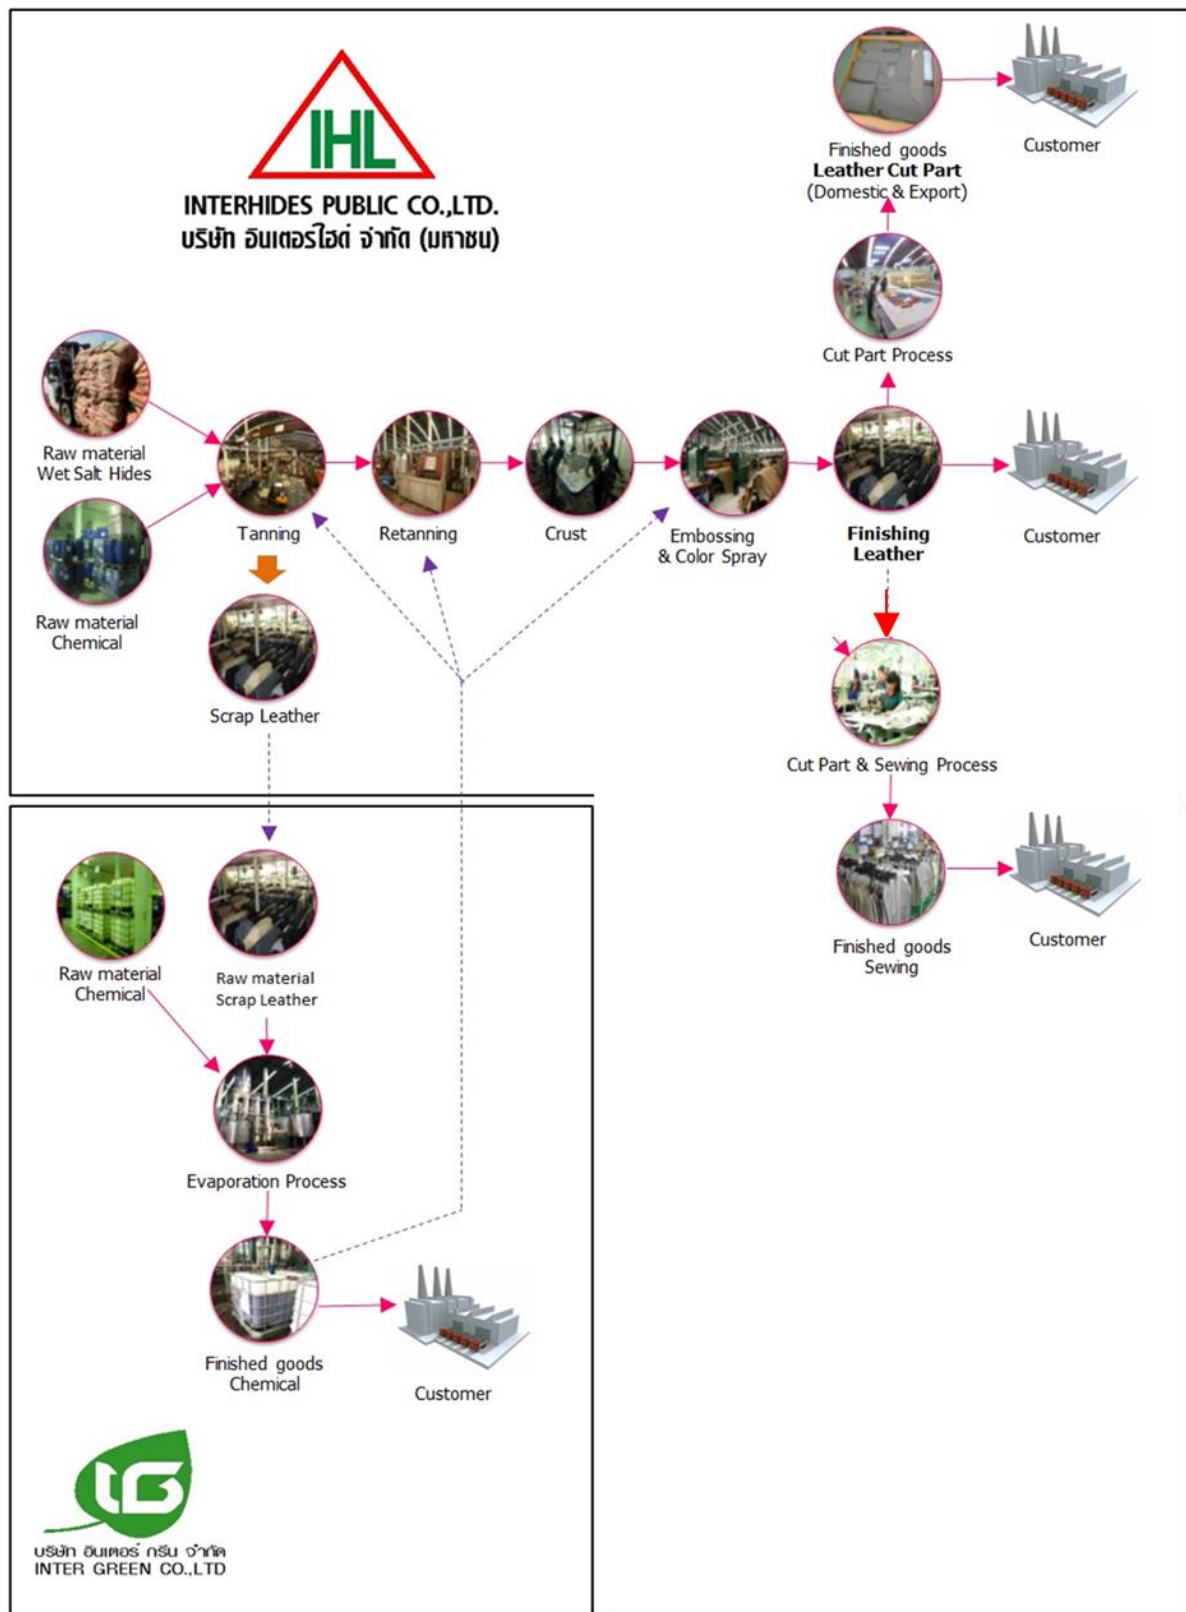 IHL
INTERHIDES PUBLIC CO.,LTD.
บริษัท อินเตอร์ไฮด์ จำกัด (มหาชน)
Finished goods
Leather Cut Part
(Domestic & Export)
Customer
Cut Part Process
Raw material
Wet Salt Hides
Raw material
Chemical
Tanning
Retanning
Crust
Embossing
& Color Spray
Finishing
Leather
Customer
Scrap Leather
Cut Part & Sewing Process
Finished goods
Sewing
Customer
Raw material
Chemical
Raw material
Scrap Leather
Evaporation Process
Finished goods
Chemical
Customer
IG
บริษัท อินเตอร์ กรีน จำกัด
INTER GREEN CO.,LTD